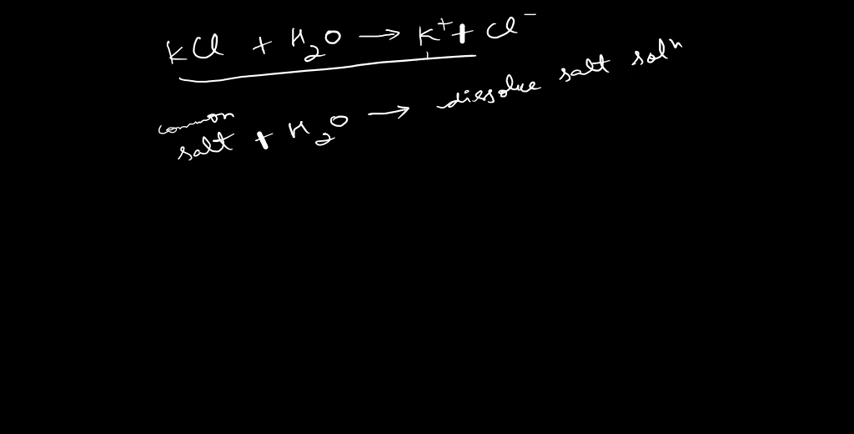 KCl + H₂O → K⁺ + Cl⁻
common
salt + H₂O → dissolve salt solⁿ